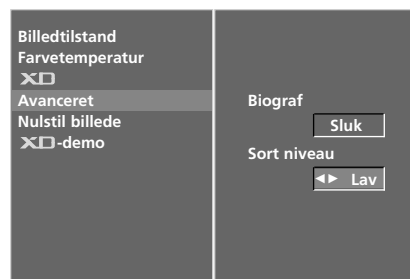 Billedtilstand
Farvetemperatur
XD
Avanceret
Nulstil billede
XD-demo
Biograf
Sluk
Sort niveau
◄► Lav